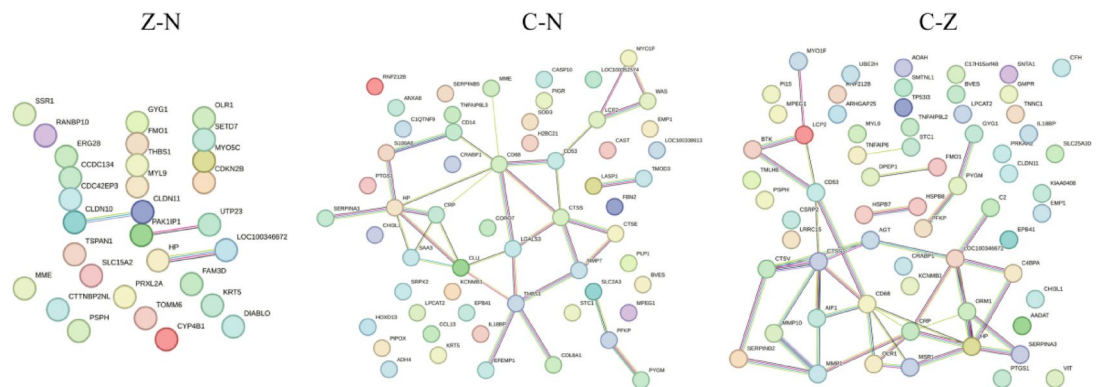 Z-N
C-N
C-Z
SSR1
RANBP10
ERG28
CCDC134
CDC42EP3
CLDN10
TSPAN1
SLC15A2
MME
CTTNBP2NL
PSPH
GYG1
FMO1
THBS1
MYL9
CLDN11
PAK1IP1
HP
PRXL2A
TOMM6
CYP4B1
OLR1
SETD7
MYO5C
CDKN2B
UTP23
LOC100346672
FAM3D
KRT5
DIABLO
RNF212B
ANXA8
SERPINB5
MME
TNFAIP8L3
C1QTNF9
CD14
CASP10
PIGR
SOD3
H2BC21
MYO1F
WAS
LCP2
EMP1
CAST
CRABP1
CD68
CD53
LASP1
TMOD3
FBN2
PTGS1
HP
SERPINA3
CRP
CTSS
CTSE
CHI3L1
SAA3
CLU
LGALS3
MMP7
PLP1
BVES
SRPX2
KCNMB1
THBS1
SLC2A3
STC1
MPEG1
HOXD13
LPCAT2
EPB41
CCL13
IL18BP
PIPOX
KRT5
ADH4
EFEMP1
COL8A1
PFKP
PYGM
MYO1F
UBE2H
AOAH
C17H15orf48
SNTA1
CFH
PI15
RNF212B
SMTNL1
BVES
GMPR
MPEG1
ARHGAP25
TP53I3
LPCAT2
TNNC1
LCP2
MYL9
TNFAIP8L2
GYG1
IL18BP
BTK
STC1
PRKAR2
SLC25A30
TNFAIP6
FMO1
CLDN11
TMLHE
CD53
DPEP1
PYGM
KIAA0408
PSPH
HSPB7
HSPB8
C2
EMP1
CSRP2
PFKP
LRRC15
AGT
LOC100346672
EPB41
CTSV
CTSS
CRABP1
C4BPA
KCNMB1
CHI3L1
CD68
ORM1
AIF1
AADAT
MMP10
CRP
HP
SERPINB2
MMP1
OLR1
MSR1
SERPINA3
PTGS1
VIT